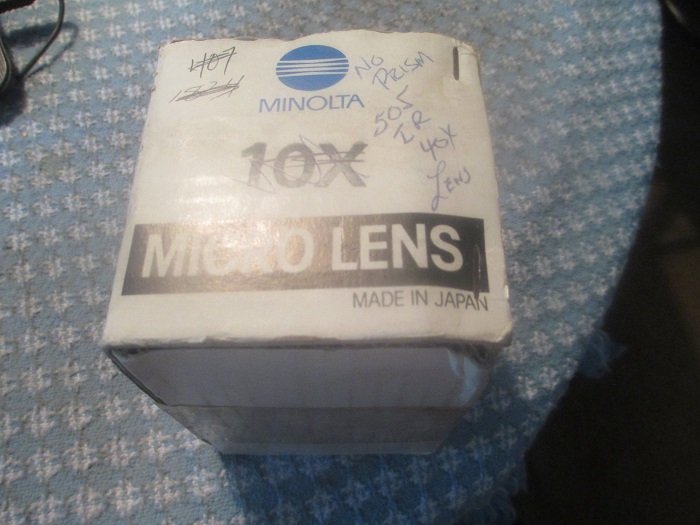 407
MINOLTA
10X
MICRO LENS
MADE IN JAPAN
NO
PRISM
505
IR
40X
LENS